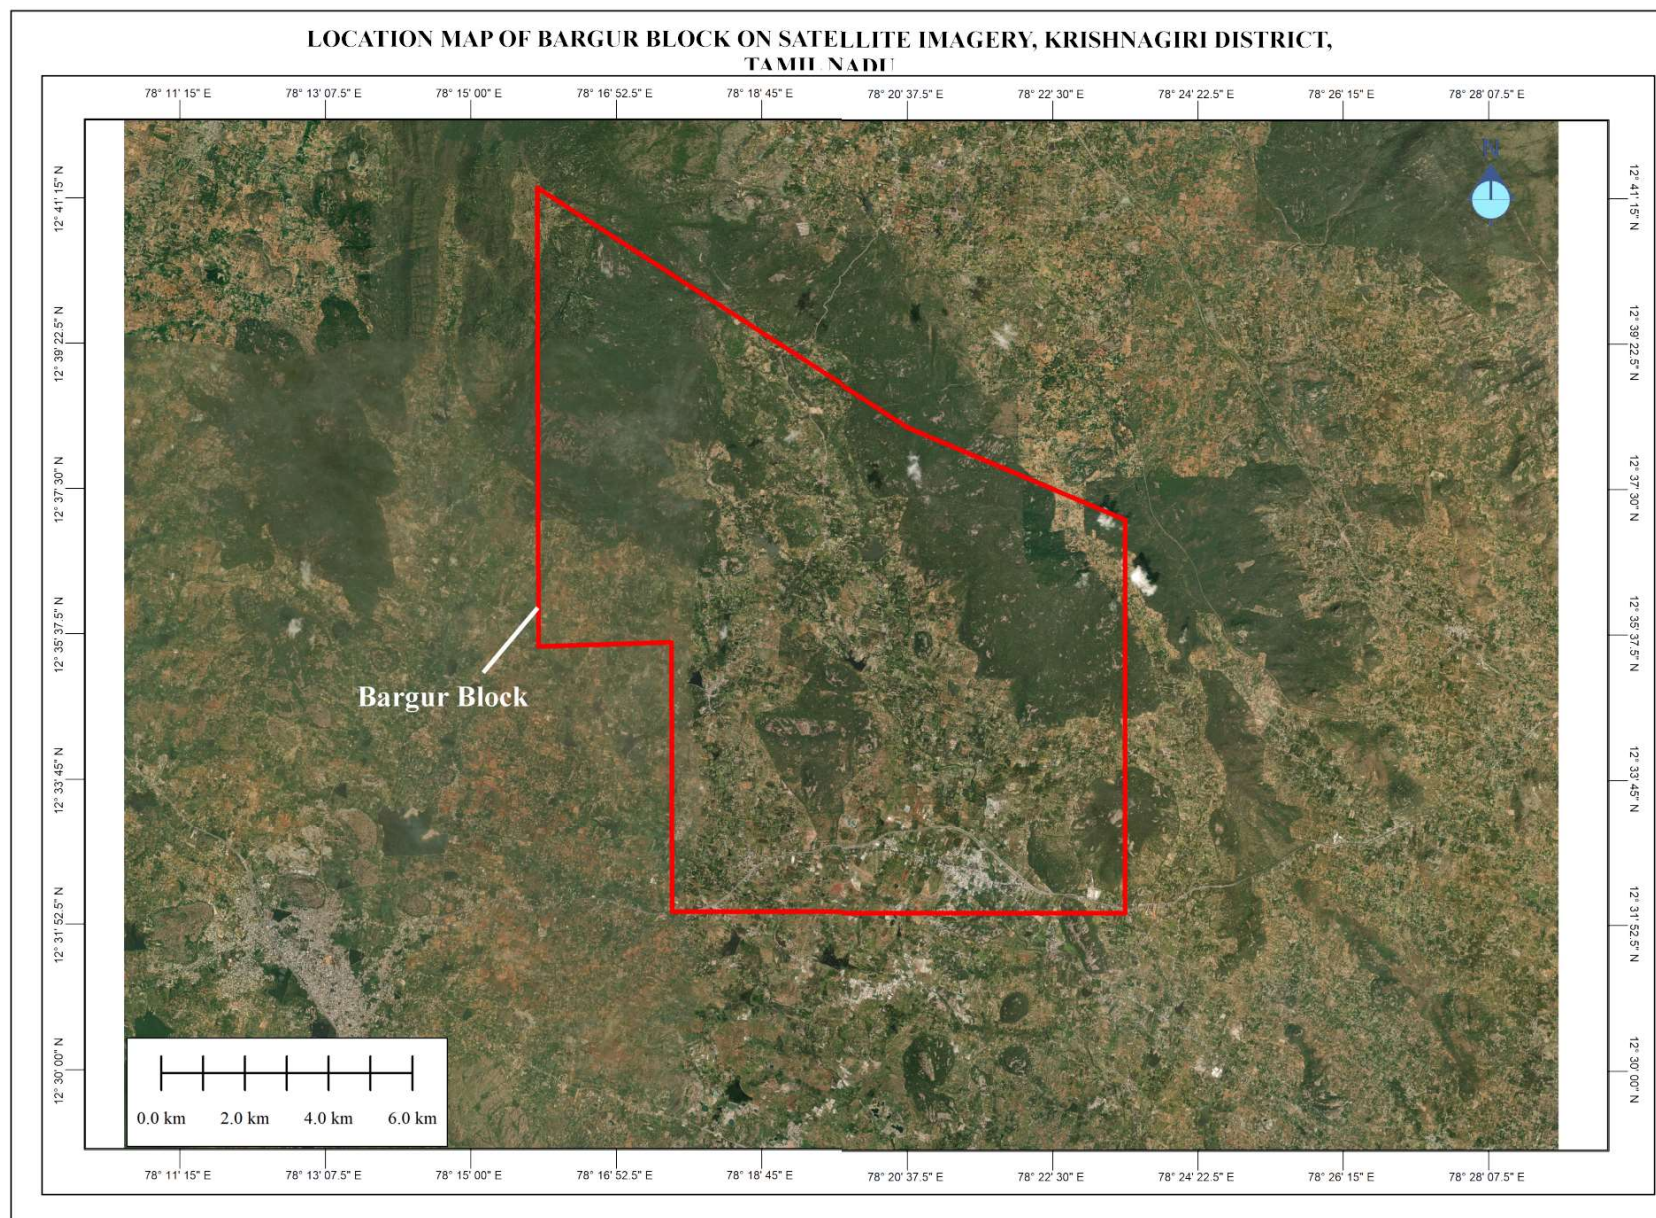 LOCATION MAP OF BARGUR BLOCK ON SATELLITE IMAGERY, KRISHNAGIRI DISTRICT,
TAMIL NADU
78° 11' 15" E 78° 13' 07.5" E 78° 15' 00" E 78° 16' 52.5" E 78° 18' 45" E 78° 20' 37.5" E 78° 22' 30" E 78° 24' 22.5" E 78° 26' 15" E 78° 28' 07.5" E
N
12° 41' 15" N 12° 41' 15" N
12° 39' 22.5" N 12° 39' 22.5" N
12° 37' 30" N 12° 37' 30" N
12° 35' 37.5" N 12° 35' 37.5" N
Bargur Block
12° 33' 45" N 12° 33' 45" N
12° 31' 52.5" N 12° 31' 52.5" N
12° 30' 00" N 12° 30' 00" N
0.0 km 2.0 km 4.0 km 6.0 km
78° 11' 15" E 78° 13' 07.5" E 78° 15' 00" E 78° 16' 52.5" E 78° 18' 45" E 78° 20' 37.5" E 78° 22' 30" E 78° 24' 22.5" E 78° 26' 15" E 78° 28' 07.5" E